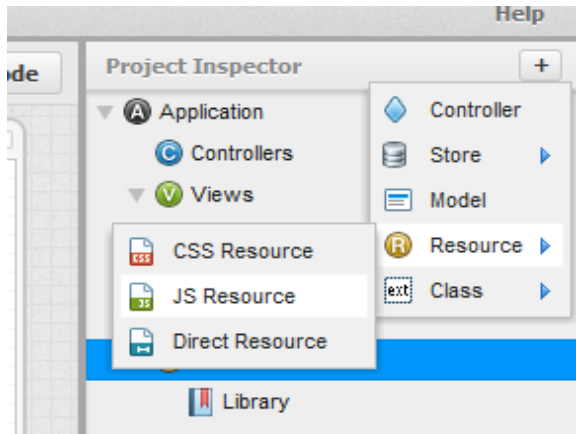 Help
ode
Project Inspector
+
Application
Controllers
Views
Controller
Store
Model
Resource
Class
CSS Resource
JS Resource
Direct Resource
Library